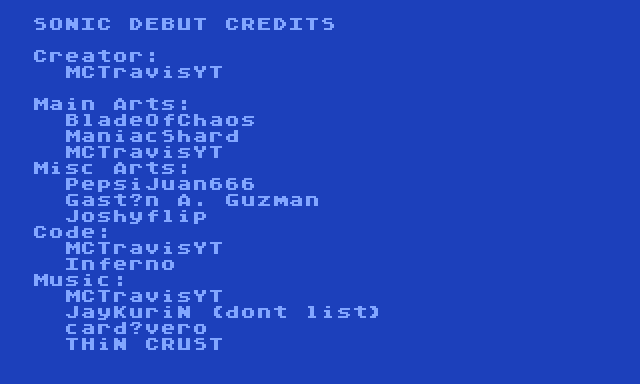 SONIC DEBUT CREDITS
Creator:
MCTravisYT
Main Arts:
BladeOfChaos
ManiacShard
MCTravisYT
Misc Arts:
PepsiJuan666
Gast?n A. Guzman
Joshyflip
Code:
MCTravisYT
Inferno
Music:
MCTravisYT
JayKuriN (dont list)
card?vero
THiN CRUST